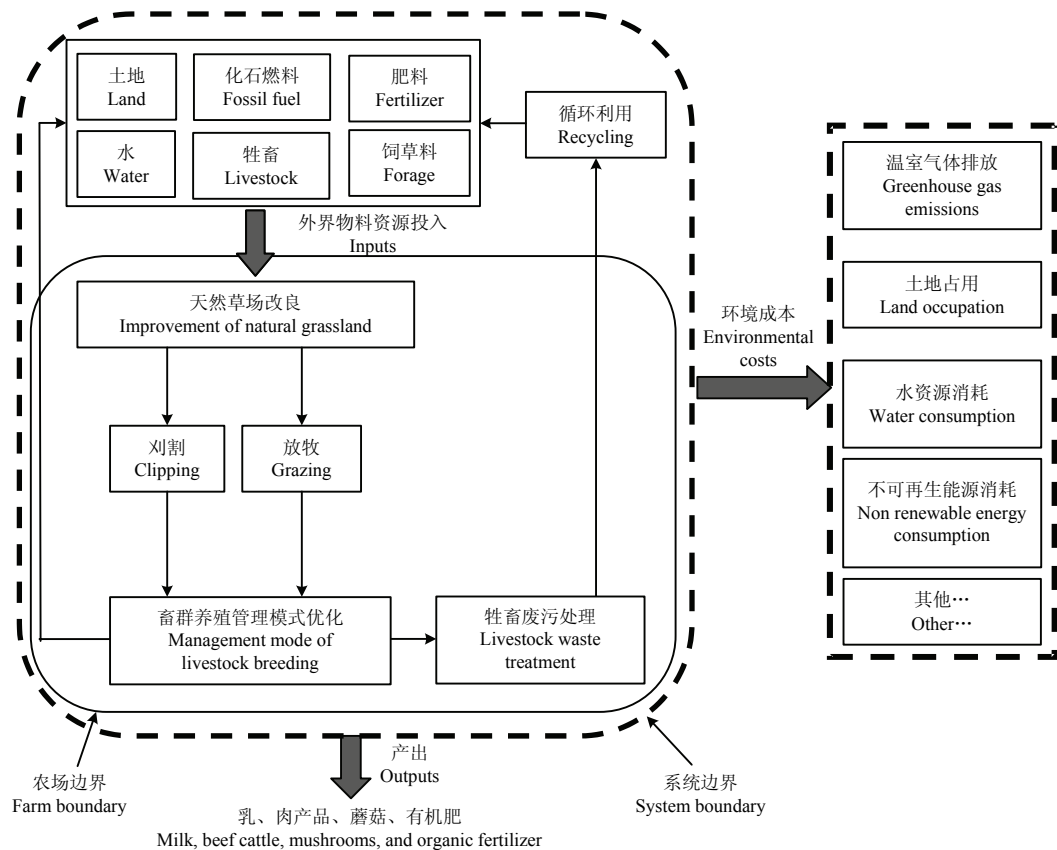 土地
Land
化石燃料
Fossil fuel
肥料
Fertilizer
水
Water
牲畜
Livestock
饲草料
Forage
循环利用
Recycling
外界物料资源投入
Inputs
天然草场改良
Improvement of natural grassland
刈割
Clipping
放牧
Grazing
畜群养殖管理模式优化
Management mode of
livestock breeding
牲畜废污处理
Livestock waste
treatment
环境成本
Environmental
costs
温室气体排放
Greenhouse gas
emissions
土地占用
Land occupation
水资源消耗
Water consumption
不可再生能源消耗
Non renewable energy
consumption
其他…
Other…
农场边界
Farm boundary
产出
Outputs
系统边界
System boundary
乳、肉产品、蘑菇、有机肥
Milk, beef cattle, mushrooms, and organic fertilizer